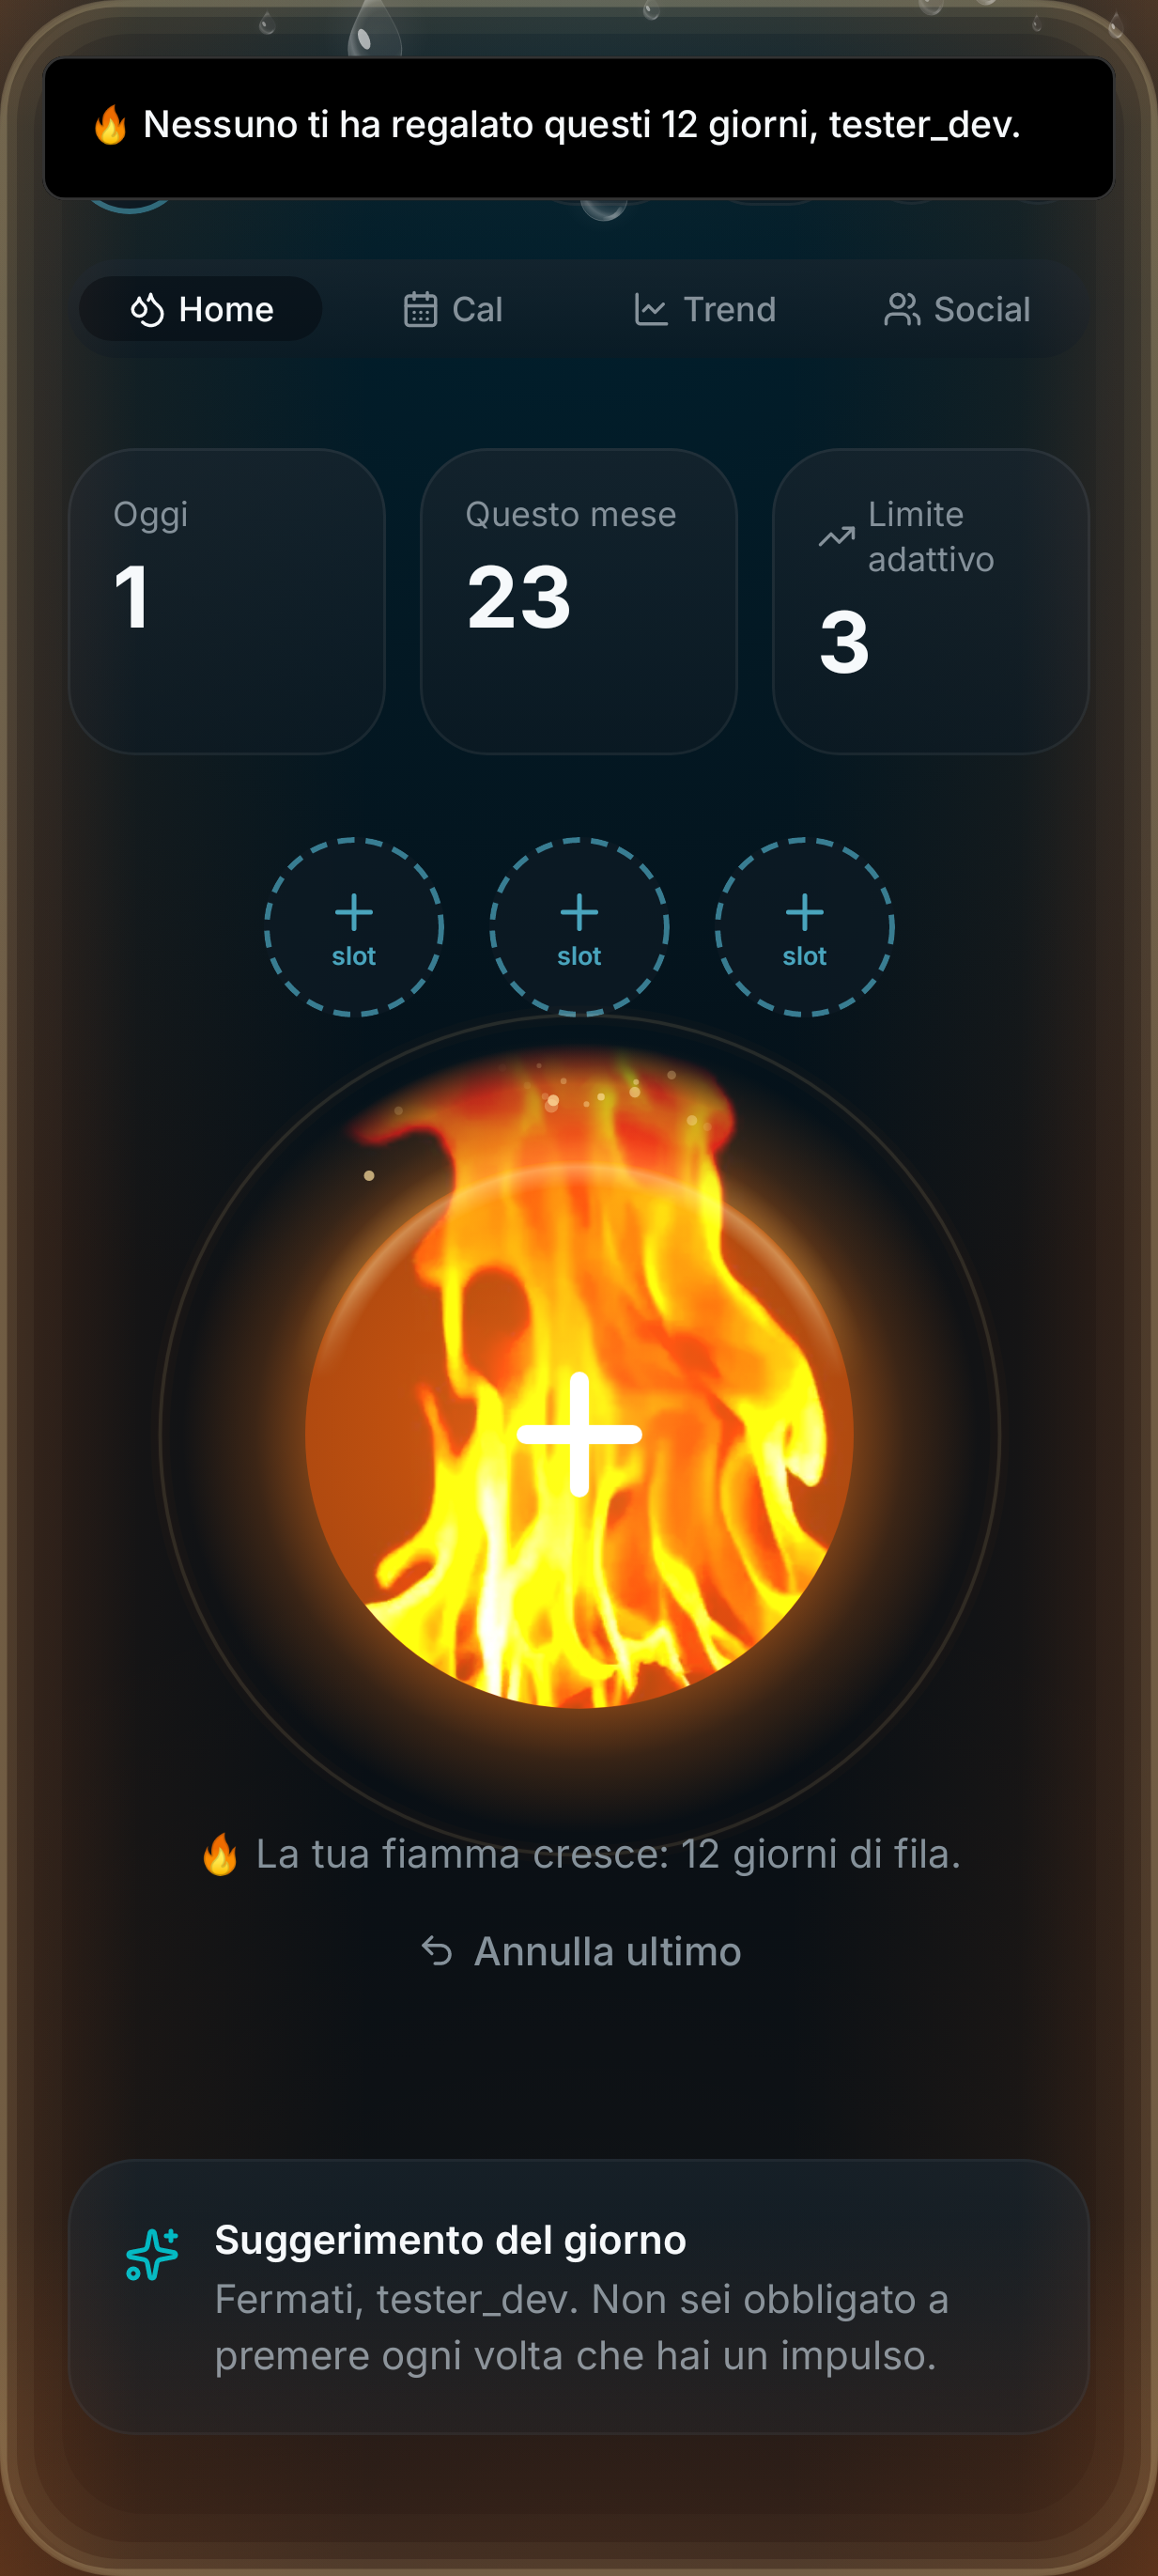 🔥 Nessuno ti ha regalato questi 12 giorni, tester_dev.
Home
Cal
Trend
Social
Oggi
1
Questo mese
23
Limite
adattivo
3
slot
slot
slot
🔥 La tua fiamma cresce: 12 giorni di fila.
Annulla ultimo
Suggerimento del giorno
Fermati, tester_dev. Non sei obbligato a
premere ogni volta che hai un impulso.